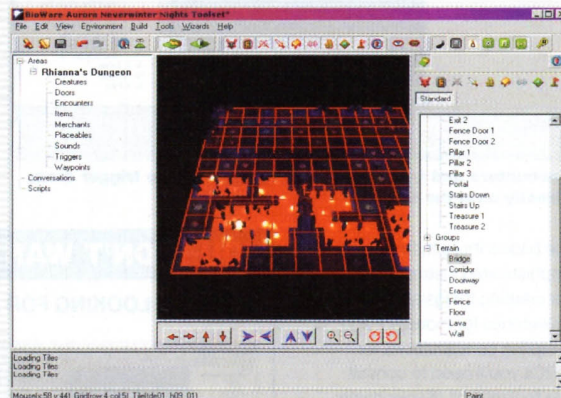 BioWare Aurora Neverwinter Nights Toolset*
File Edit View Environment Build Tools Wizards Help
Areas
Rhianna's Dungeon
Creatures
Doors
Encounters
Items
Merchants
Placeables
Sounds
Triggers
Waypoints
Conversations
Scripts
Standard
Exit 2
Fence Door 1
Fence Door 2
Pillar 1
Pillar 2
Pillar 3
Portal
Stairs Down
Stairs Up
Treasure 1
Treasure 2
Groups
Terrain
Bridge
Corridor
Doorway
Eraser
Fence
Floor
Lava
Wall
Loading Tiles
Loading Tiles
Loading Tiles
Paint